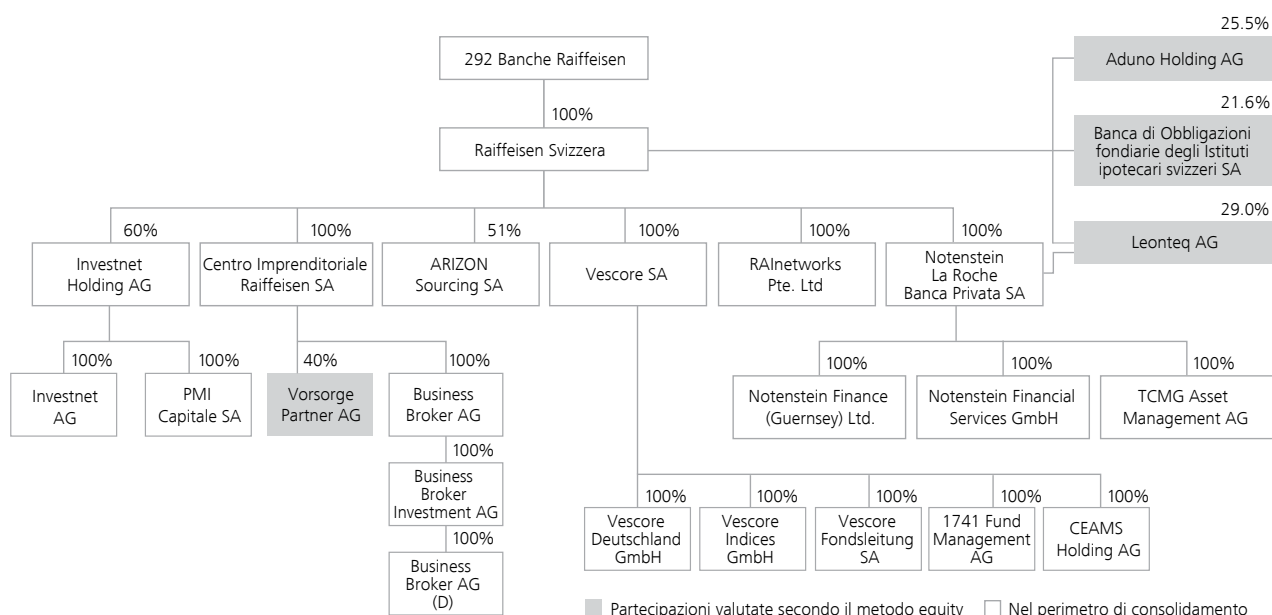 25.5%
292 Banche Raiffeisen
Aduno Holding AG
21.6%
100%
Raiffeisen Svizzera
Banca di Obbligazioni
fondiarie degli Istituti
ipotecari svizzeri SA
29.0%
Leonteq AG
60%
100%
51%
100%
100%
100%
Investnet
Holding AG
Centro Imprenditoriale
Raiffeisen SA
ARIZON
Sourcing SA
Vescore SA
RAInetworks
Pte. Ltd
Notenstein
La Roche
Banca Privata SA
100%
100%
40%
100%
100%
100%
100%
Investnet
AG
PMI
Capitale SA
Vorsorge
Partner AG
Business
Broker AG
Notenstein Finance
(Guernsey) Ltd.
Notenstein Financial
Services GmbH
TCMG Asset
Management AG
100%
Business
Broker
Investment AG
100%
100%
100%
100%
100%
Vescore
Deutschland
GmbH
Vescore
Indices
GmbH
Vescore
Fondsleitung
SA
1741 Fund
Management
AG
CEAMS
Holding AG
100%
Business
Broker AG
(D)
Partecipazioni valutate secondo il metodo equity
Nel perimetro di consolidamento